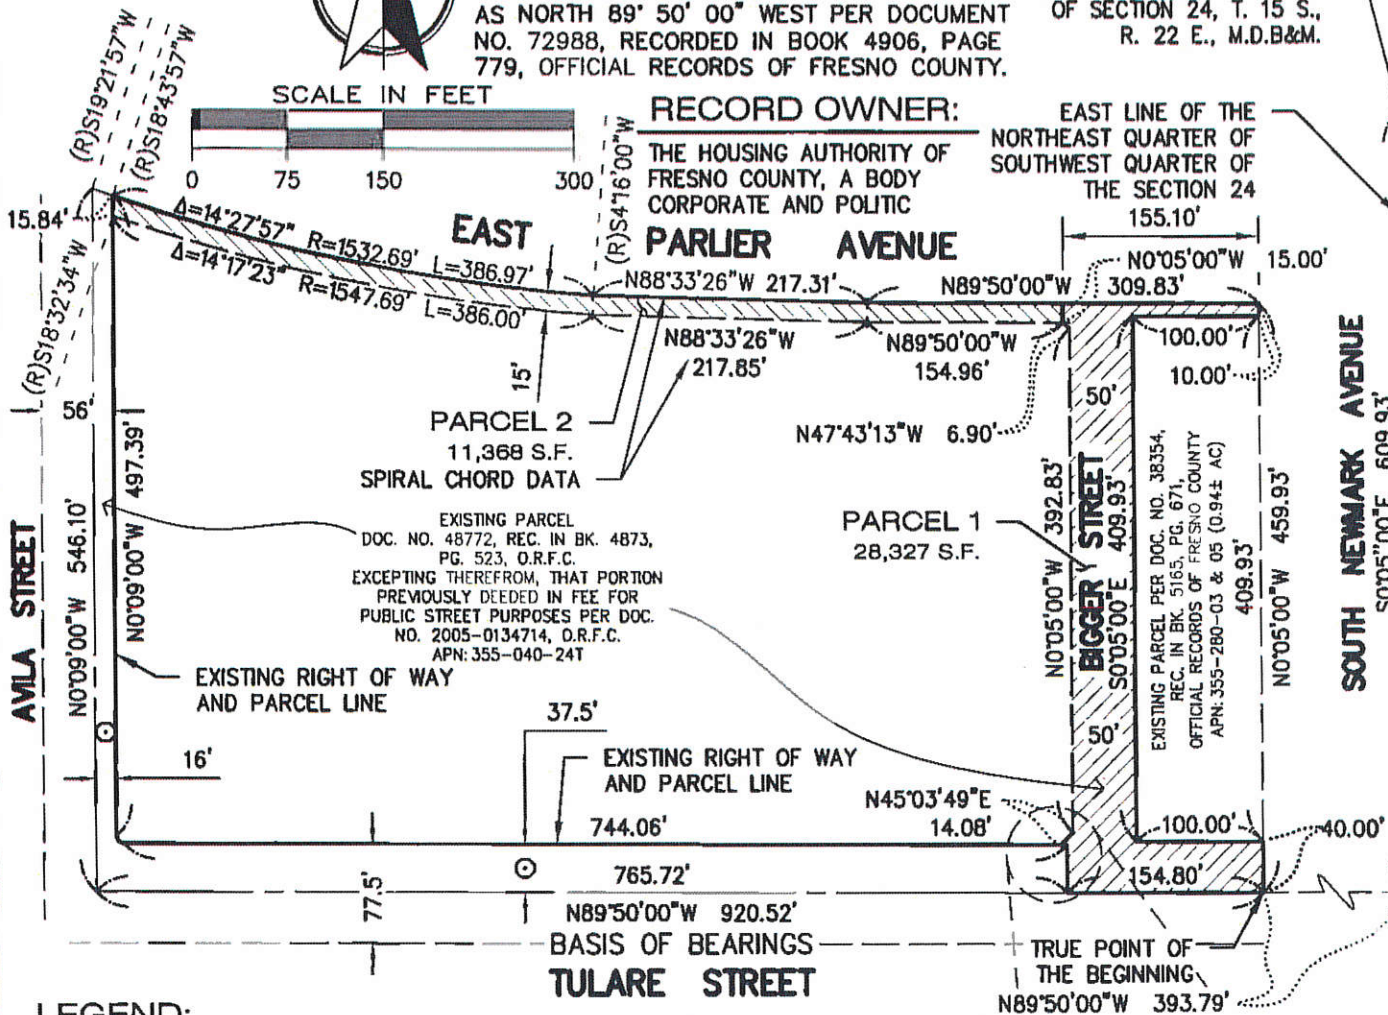 AS NORTH 89° 50' 00" WEST PER DOCUMENT
NO. 72988, RECORDED IN BOOK 4906, PAGE
779, OFFICIAL RECORDS OF FRESNO COUNTY.
OF SECTION 24, T. 15 S.,
R. 22 E., M.D.B&M.
(R)S19°21'57"W
(R)S18°43'57"W
SCALE IN FEET
0 75 150 300
RECORD OWNER:
THE HOUSING AUTHORITY OF
FRESNO COUNTY, A BODY
CORPORATE AND POLITIC
EAST LINE OF THE
NORTHEAST QUARTER OF
SOUTHWEST QUARTER OF
THE SECTION 24
155.10'
(R)S4°16'00"W
15.84'
(R)S18°32'34"W
Δ=14°27'57" R=1532.69' L=386.97'
Δ=14°17'23" R=1547.69' L=386.00'
EAST PARLIER AVENUE
N0°05'00"W 15.00'
N88°33'26"W 217.31'
N89°50'00"W 309.83'
N88°33'26"W
217.85'
N89°50'00"W
154.96'
100.00'
10.00'
15'
56'
50'
PARCEL 2
11,368 S.F.
SPIRAL CHORD DATA
N47°43'13"W 6.90'
N0°09'00"W 546.10'
N0°09'00"W 497.39'
AVILA STREET
EXISTING PARCEL
DOC. NO. 48772, REC. IN BK. 4873,
PG. 523, O.R.F.C.
EXCEPTING THEREFROM, THAT PORTION
PREVIOUSLY DEEDED IN FEE FOR
PUBLIC STREET PURPOSES PER DOC.
NO. 2005-0134714, O.R.F.C.
APN: 355-040-24T
PARCEL 1
28,327 S.F.
N0°05'00"W 392.83'
BIGGER STREET
S0°05'00"E 409.93'
EXISTING PARCEL PER DOC. NO. 38354,
REC. IN BK. 5165, PG. 671,
OFFICIAL RECORDS OF FRESNO COUNTY
APN: 355-280-03 & 05 (0.94± AC)
409.93'
N0°05'00"W 459.93'
SOUTH NEWMARK AVENUE
S0°05'00"E 609.93'
EXISTING RIGHT OF WAY
AND PARCEL LINE
16'
37.5'
50'
EXISTING RIGHT OF WAY
AND PARCEL LINE
N45°03'49"E
14.08'
744.06'
100.00'
40.00'
765.72'
154.80'
77.5'
N89°50'00"W 920.52'
BASIS OF BEARINGS
TULARE STREET
TRUE POINT OF
THE BEGINNING
N89°50'00"W 393.79'
LEGEND: